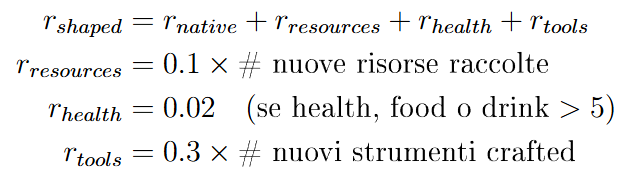 r_shaped = r_native + r_resources + r_health + r_tools
r_resources = 0.1 × # nuove risorse raccolte
r_health = 0.02 (se health, food o drink > 5)
r_tools = 0.3 × # nuovi strumenti crafted